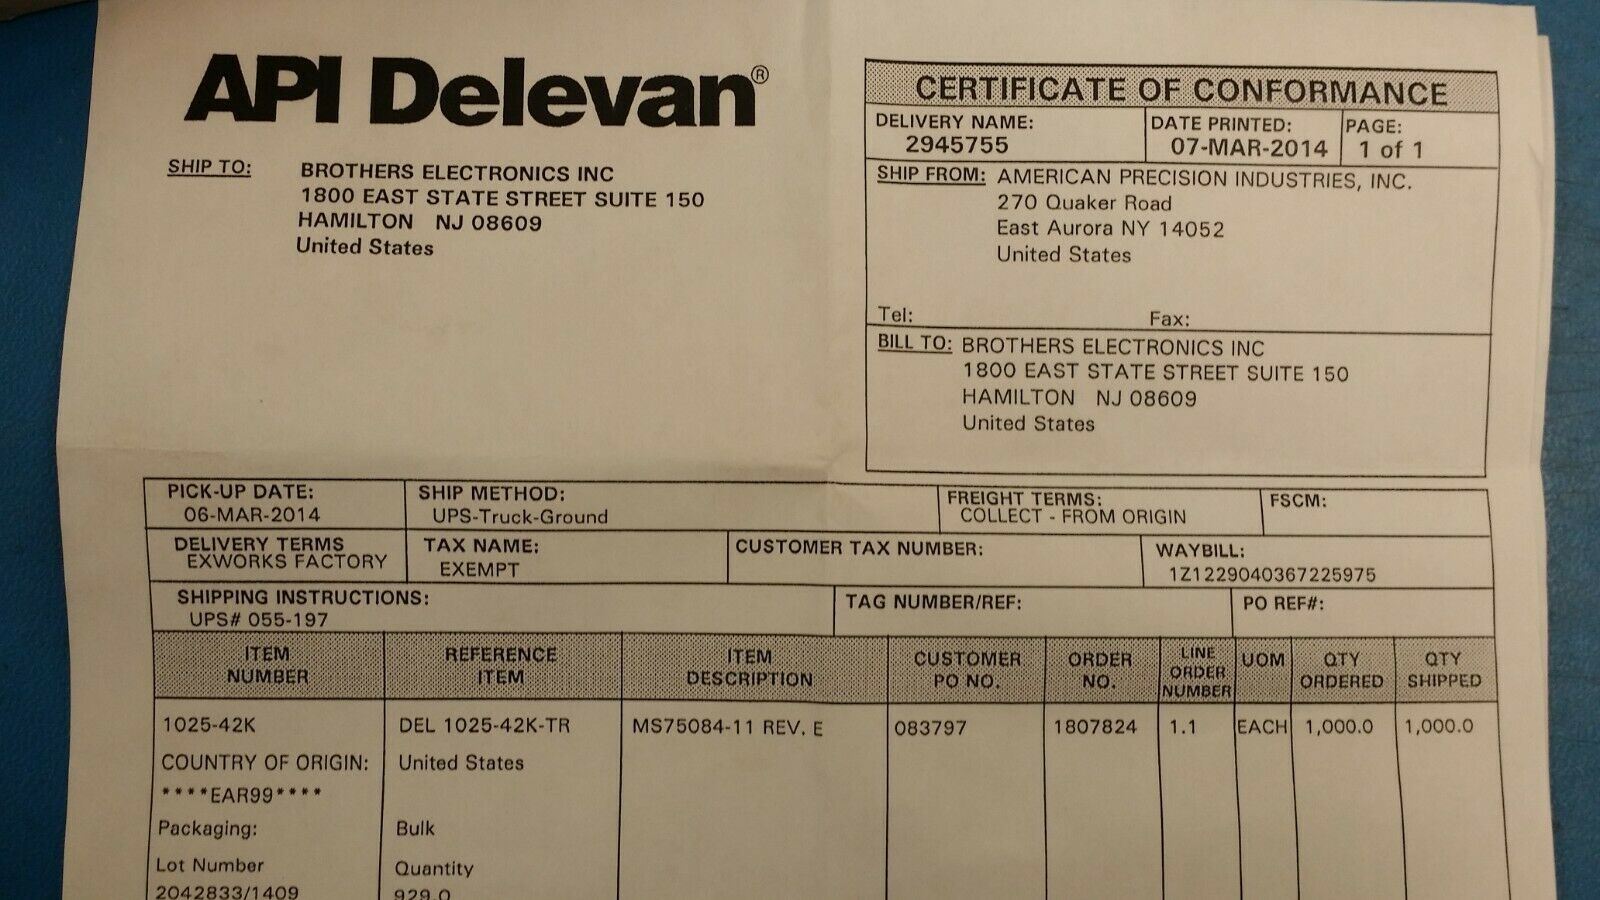 API Delevan®
SHIP TO: BROTHERS ELECTRONICS INC
1800 EAST STATE STREET SUITE 150
HAMILTON NJ 08609
United States
CERTIFICATE OF CONFORMANCE
DELIVERY NAME: DATE PRINTED: PAGE:
2945755 07-MAR-2014 1 of 1
SHIP FROM: AMERICAN PRECISION INDUSTRIES, INC.
270 Quaker Road
East Aurora NY 14052
United States
Tel: Fax:
BILL TO: BROTHERS ELECTRONICS INC
1800 EAST STATE STREET SUITE 150
HAMILTON NJ 08609
United States
PICK-UP DATE: SHIP METHOD: FREIGHT TERMS: FSCM:
06-MAR-2014 UPS-Truck-Ground COLLECT - FROM ORIGIN
DELIVERY TERMS TAX NAME: CUSTOMER TAX NUMBER: WAYBILL:
EXWORKS FACTORY EXEMPT 1Z1229040367225975
SHIPPING INSTRUCTIONS: TAG NUMBER/REF: PO REF#:
UPS# 055-197
ITEM NUMBER REFERENCE ITEM ITEM DESCRIPTION CUSTOMER PO NO. ORDER NO. LINE ORDER NUMBER UOM QTY ORDERED QTY SHIPPED
1025-42K DEL 1025-42K-TR MS75084-11 REV. E 083797 1807824 1.1 EACH 1,000.0 1,000.0
COUNTRY OF ORIGIN: United States
****EAR99****
Packaging: Bulk
Lot Number Quantity
2042833/1409 929.0